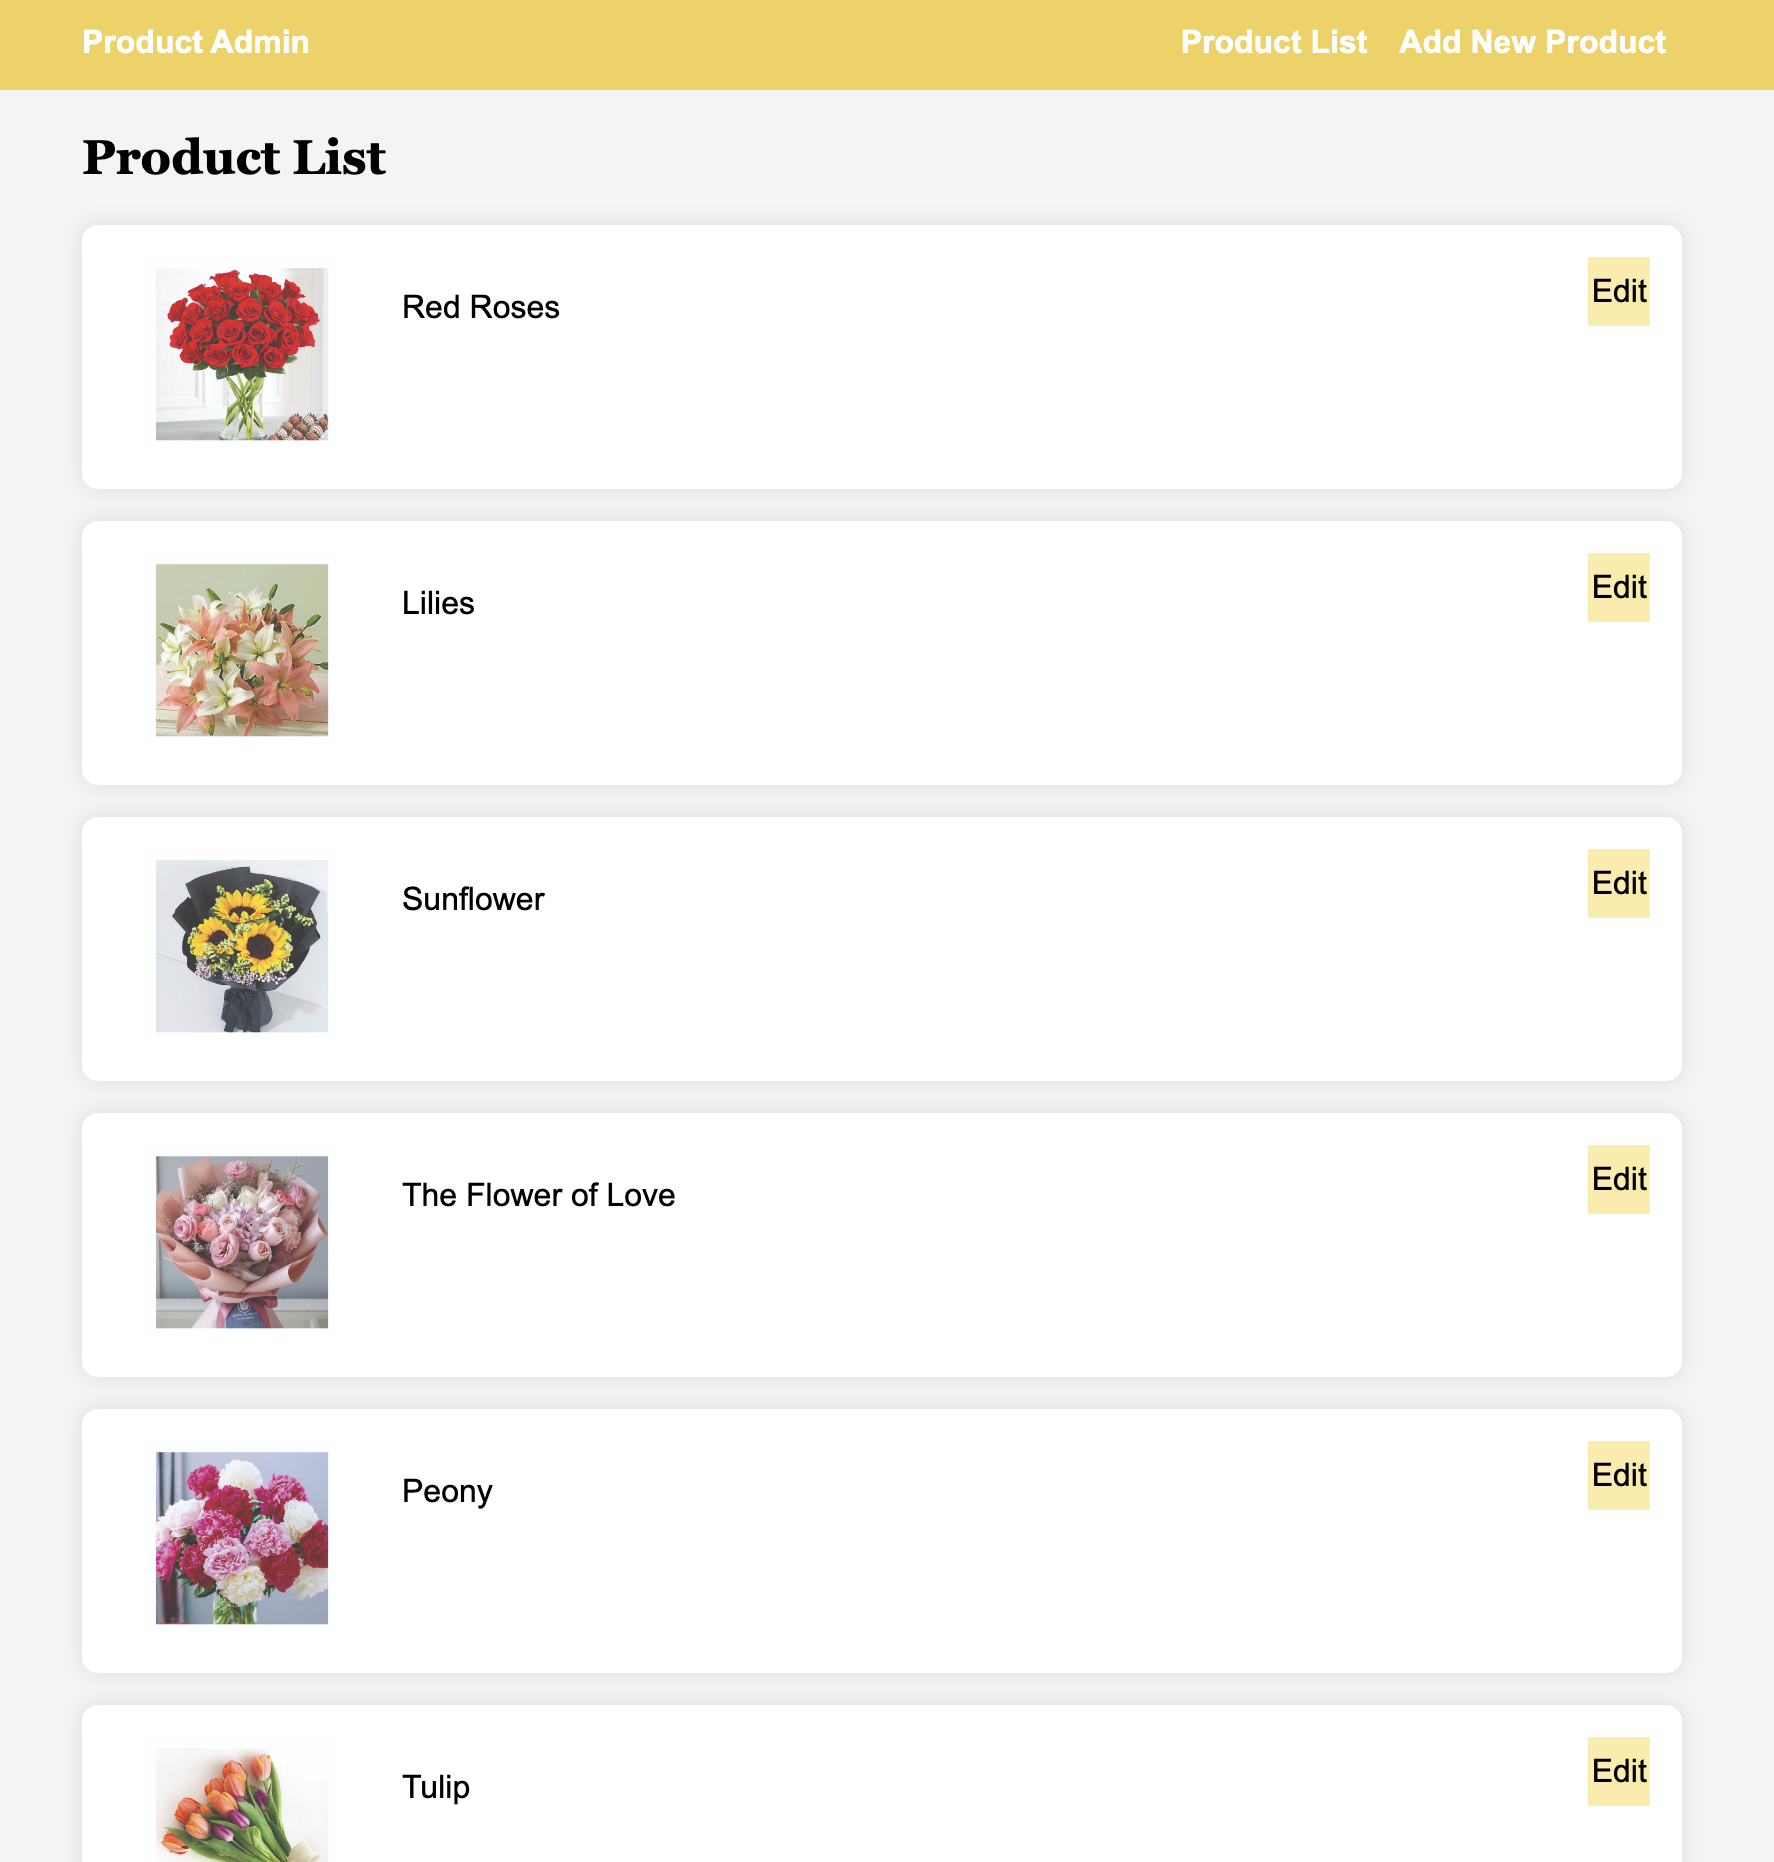 Product Admin
Product List
Add New Product
Product List
Red Roses
Edit
Lilies
Edit
Sunflower
Edit
The Flower of Love
Edit
Peony
Edit
Tulip
Edit